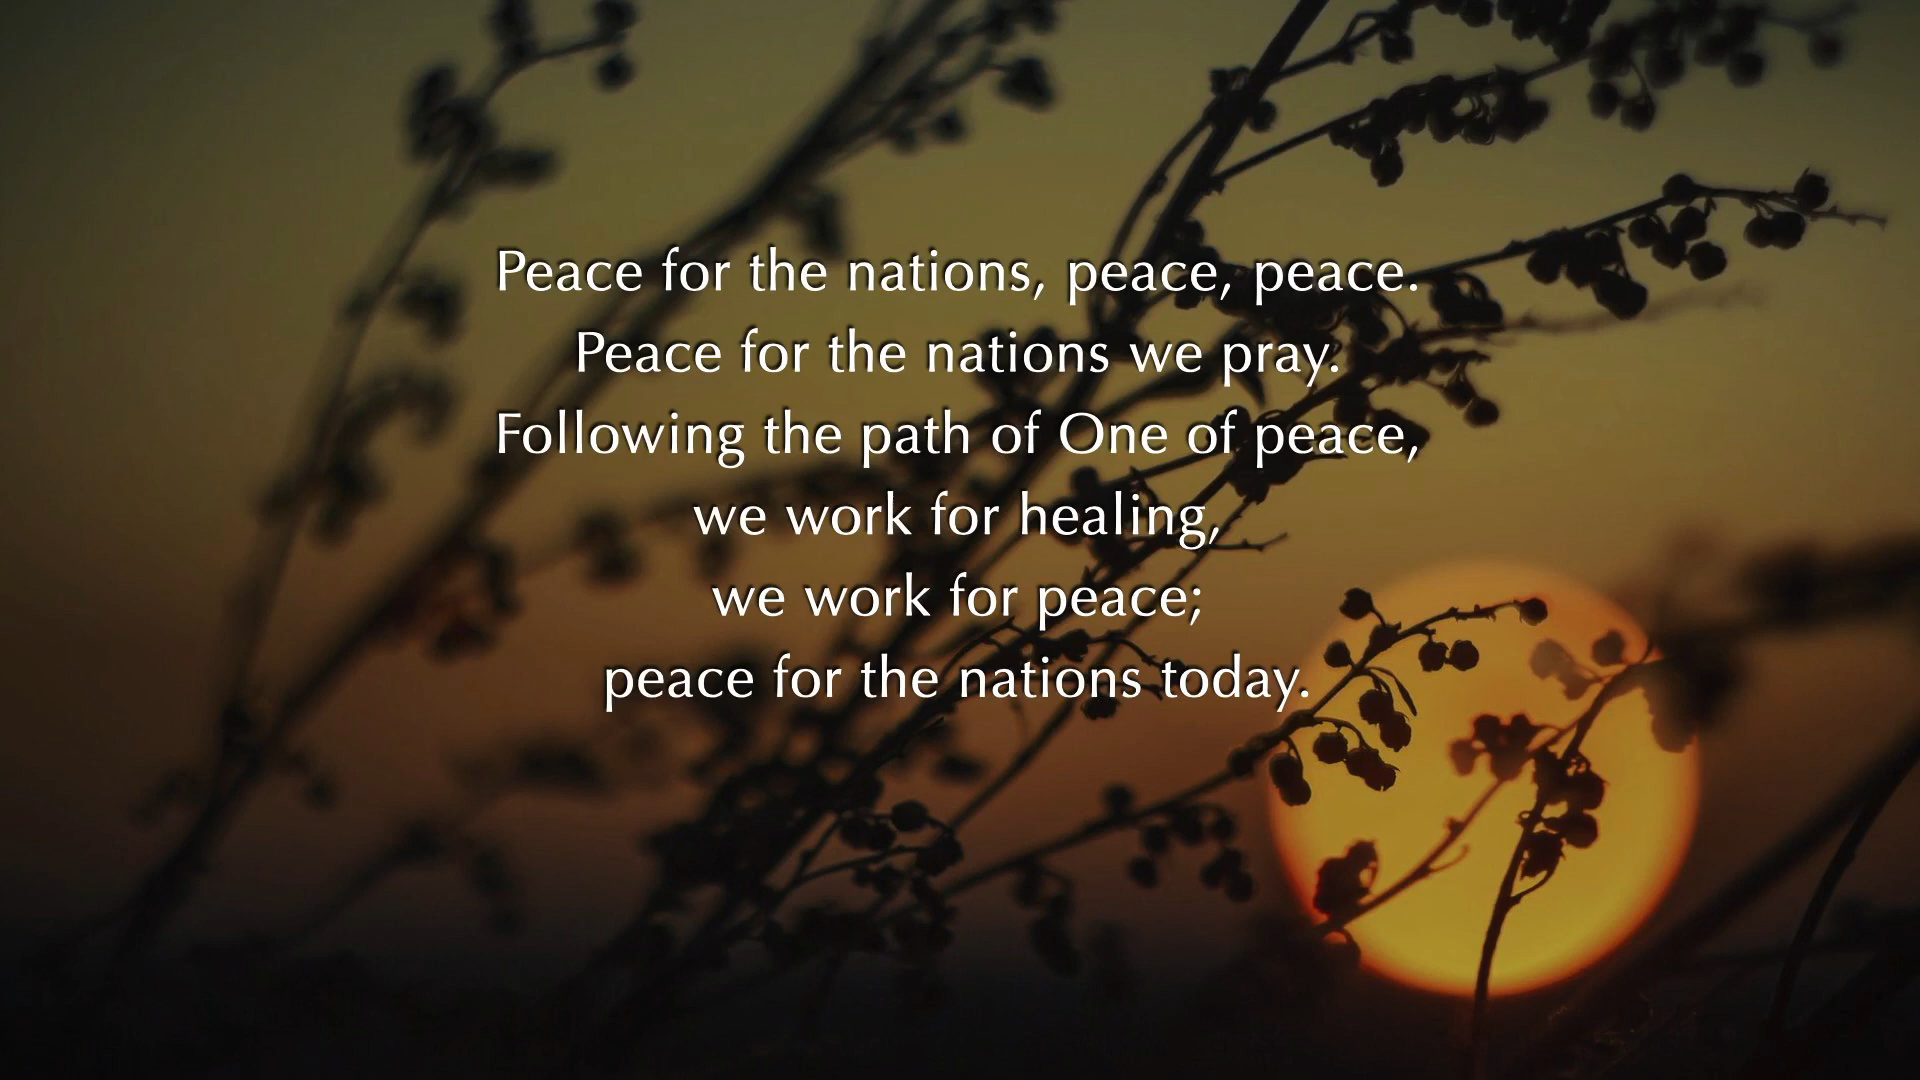 Peace for the nations, peace, peace.
Peace for the nations we pray.
Following the path of One of peace,
we work for healing,
we work for peace;
peace for the nations today.